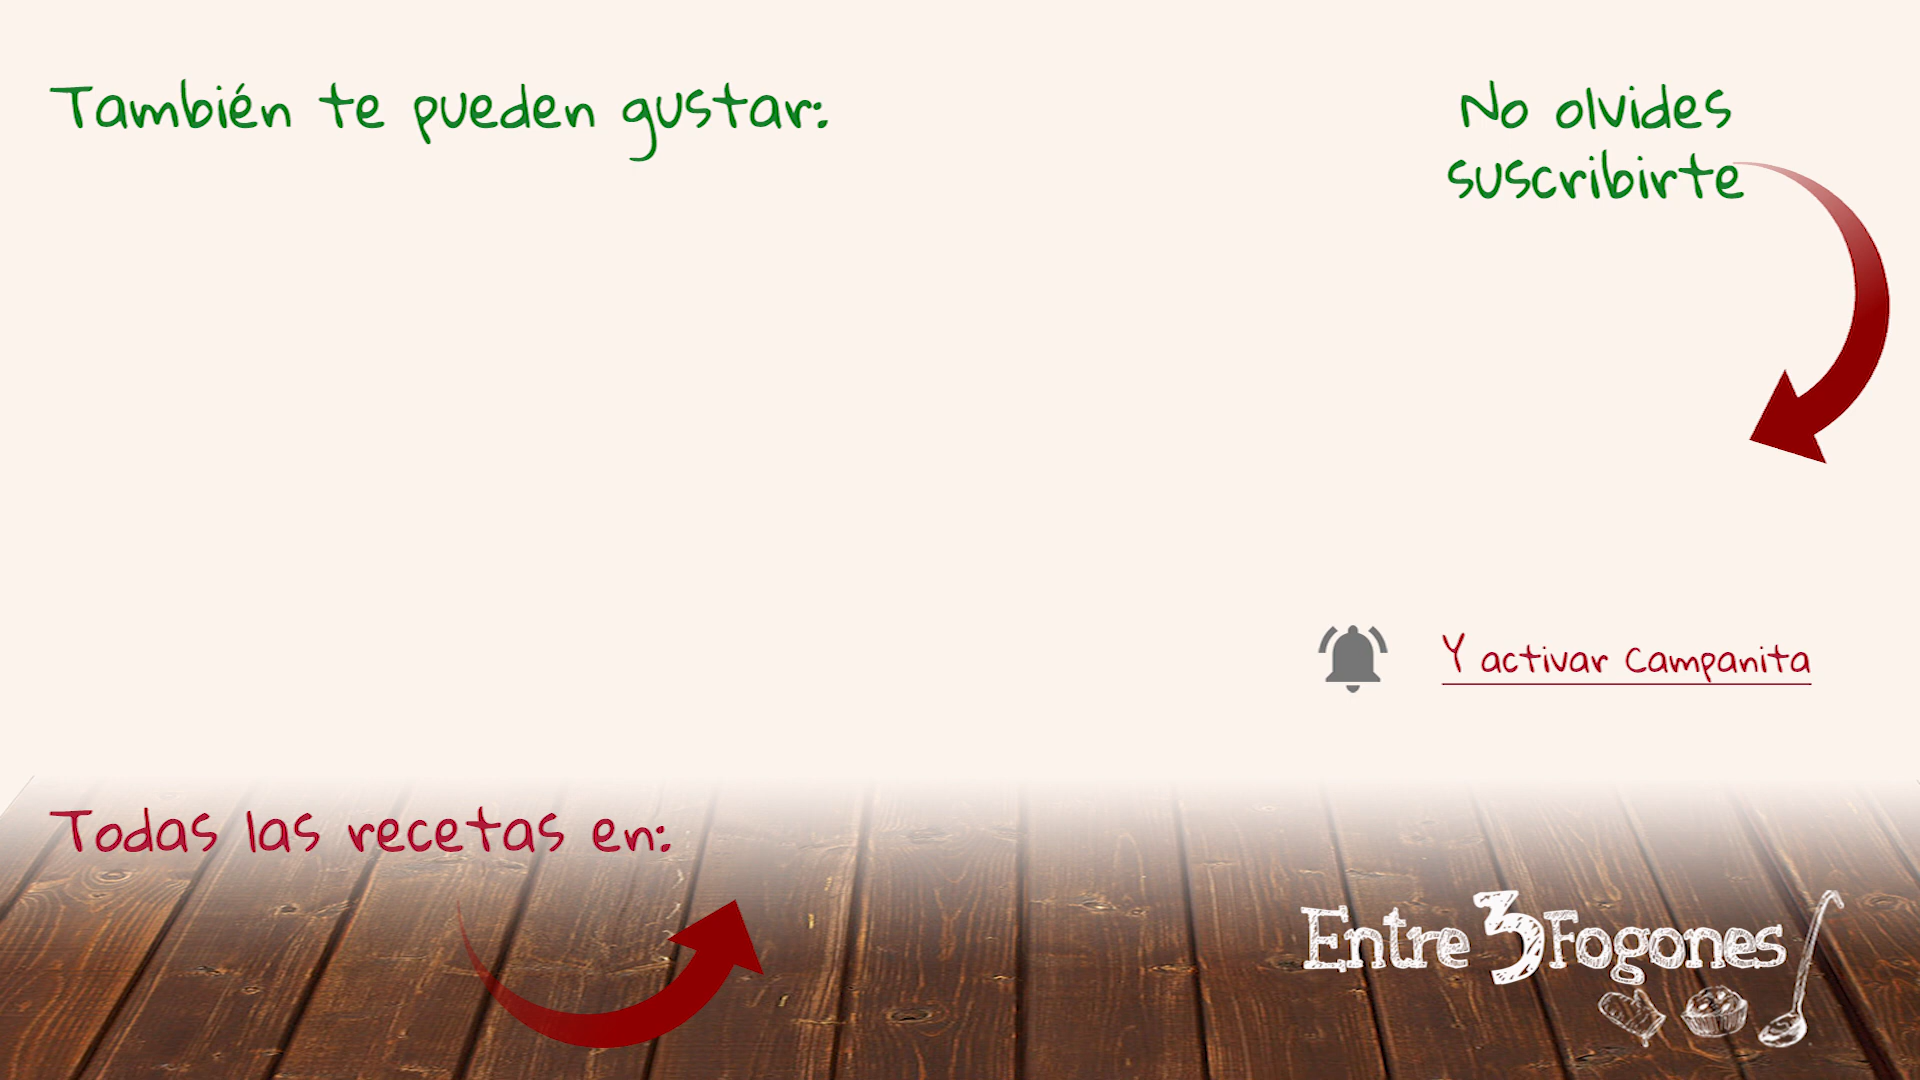 También te pueden gustar:
No olvides
suscribirte
Y activar Campanita
Todas las recetas en:
Entre 3 Fogones